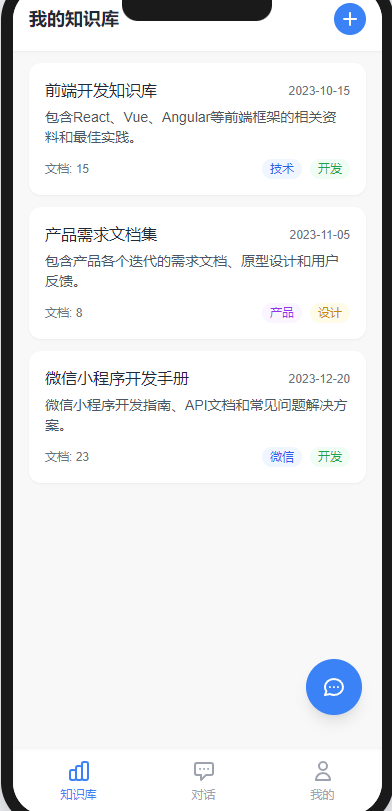 我的知识库
前端开发知识库 2023-10-15
包含React、Vue、Angular等前端框架的相关资
料和最佳实践。
文档: 15 技术 开发
产品需求文档集 2023-11-05
包含产品各个迭代的需求文档、原型设计和用户
反馈。
文档: 8 产品 设计
微信小程序开发手册 2023-12-20
微信小程序开发指南、API文档和常见问题解决方
案。
文档: 23 微信 开发
知识库 对话 我的